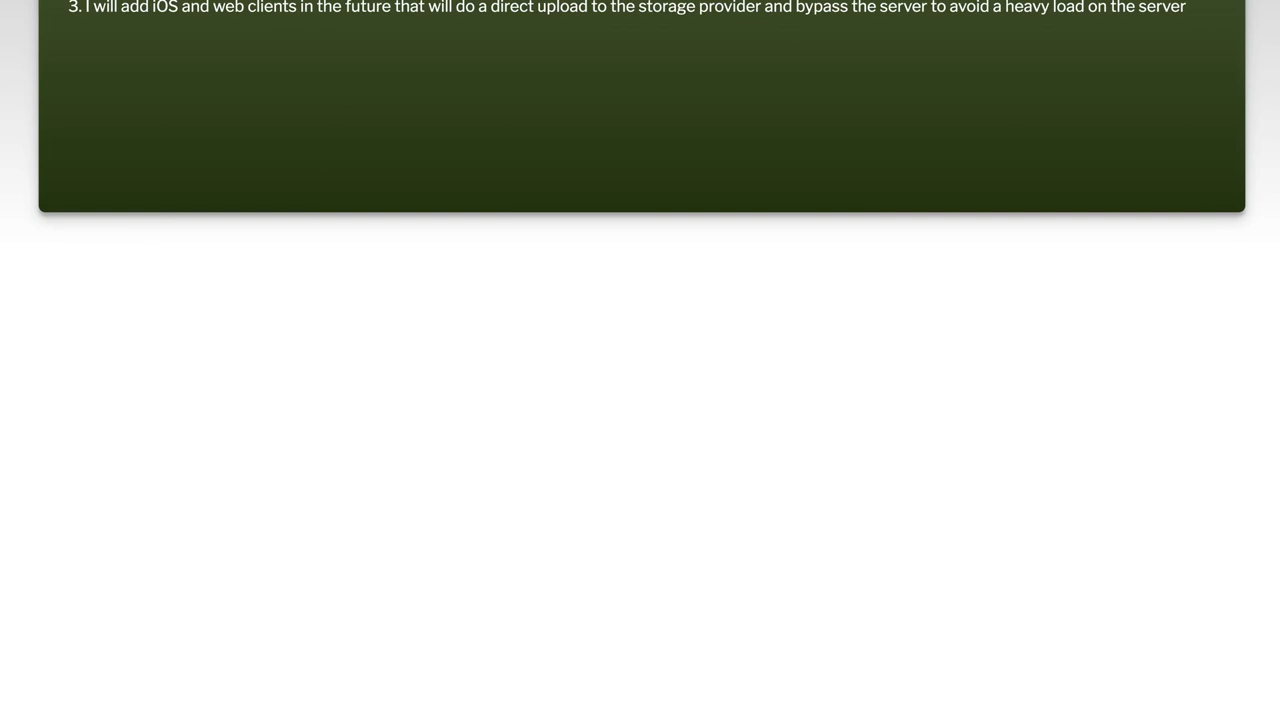 3. I will add iOS and web clients in the future that will do a direct upload to the storage provider and bypass the server to avoid a heavy load on the server